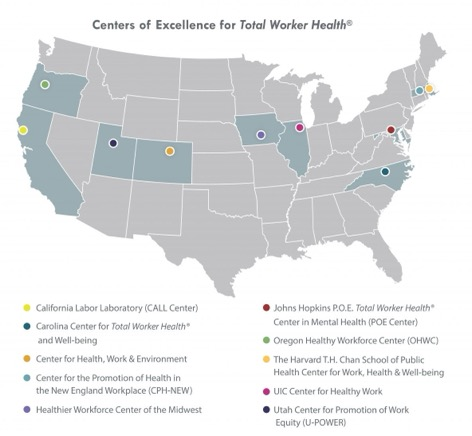 Centers of Excellence for Total Worker Health®
California Labor Laboratory (CALL Center)
Carolina Center for Total Worker Health®
and Well-being
Center for Health, Work & Environment
Center for the Promotion of Health in
the New England Workplace (CPH-NEW)
Healthier Workforce Center of the Midwest
Johns Hopkins P.O.E. Total Worker Health®
Center in Mental Health (POE Center)
Oregon Healthy Workforce Center (OHWC)
The Harvard T.H. Chan School of Public
Health Center for Work, Health & Well-being
UIC Center for Healthy Work
Utah Center for Promotion of Work
Equity (U-POWER)